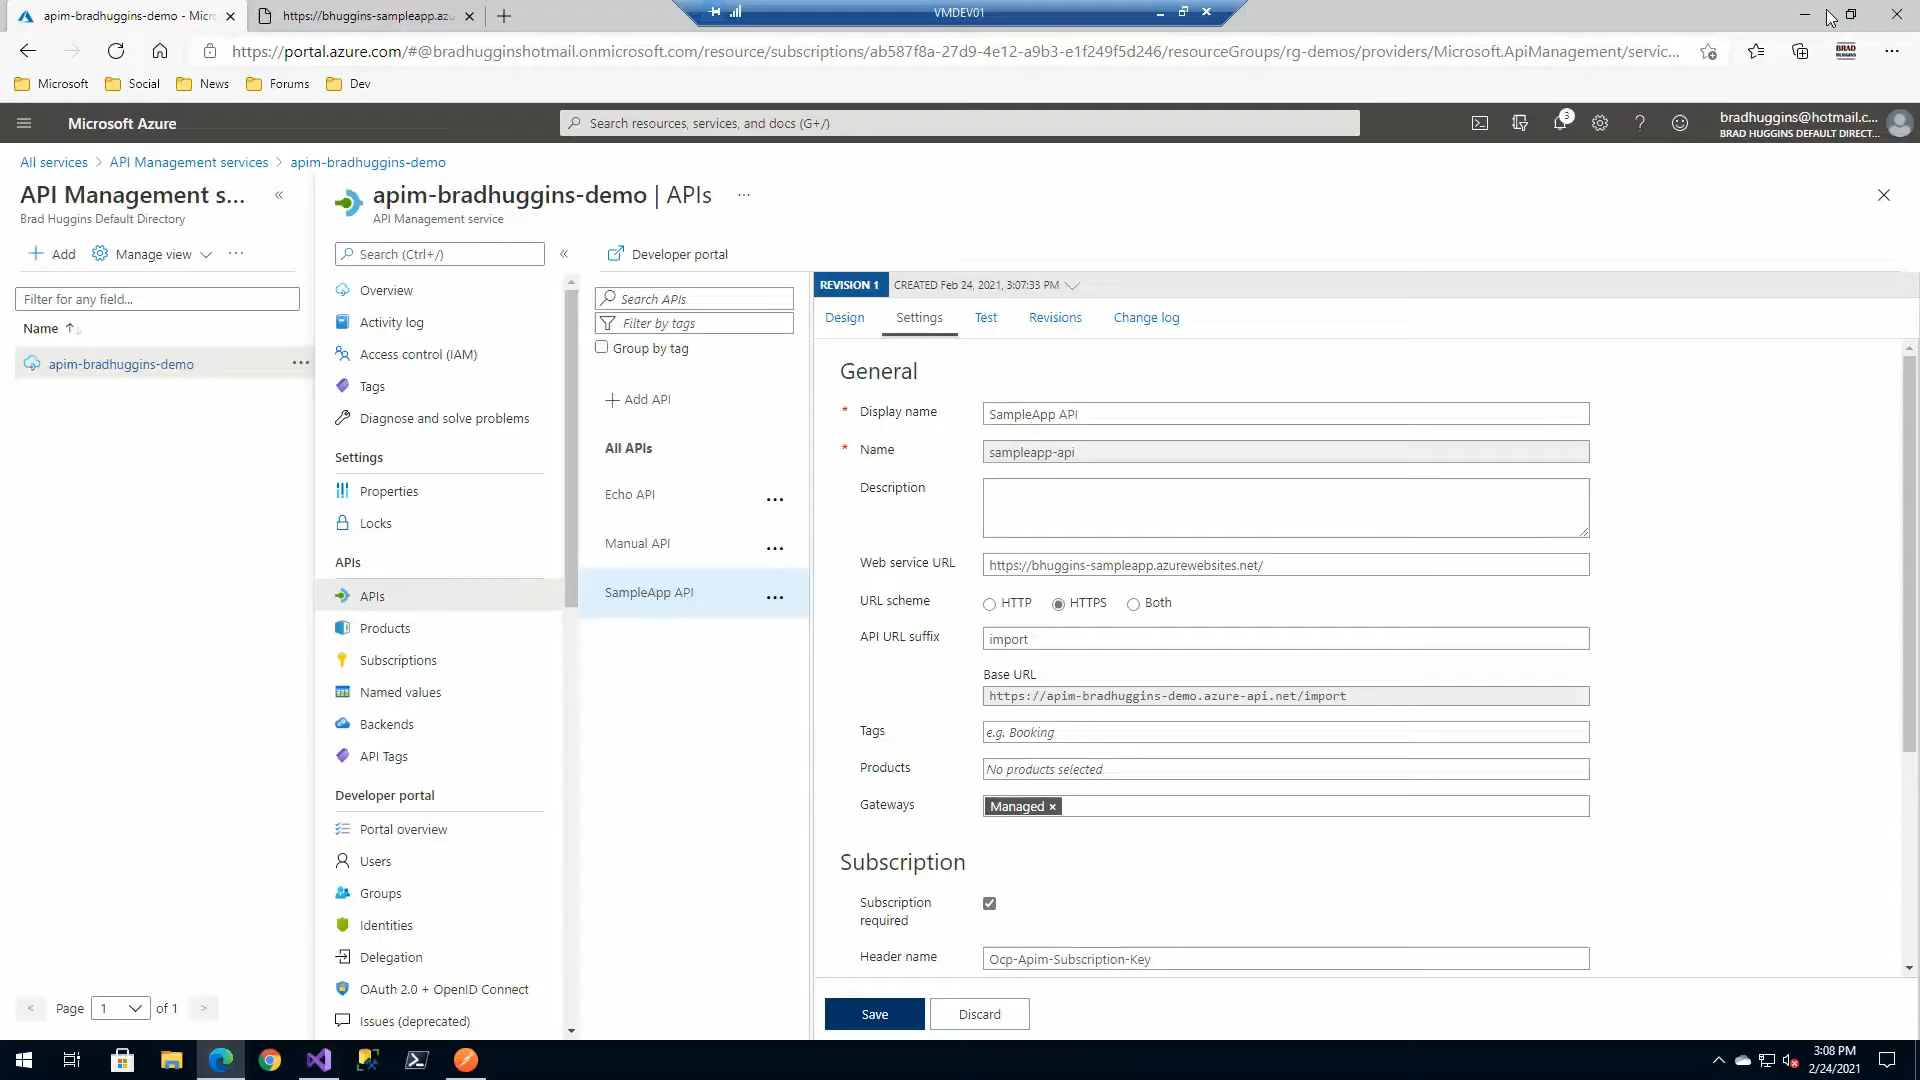 apim-bradhuggins-demo - Micr
https://bhuggins-sampleapp.azu
VMDEV01
https://portal.azure.com/#@bradhugginshotmail.onmicrosoft.com/resource/subscriptions/ab587f8a-27d9-4e12-a9b3-e1f249f5d246/resourceGroups/rg-demos/providers/Microsoft.ApiManagement/servic...
BRAD
HUGGINS
Microsoft
Social
News
Forums
Dev
Microsoft Azure
Search resources, services, and docs (G+/)
3
bradhuggins@hotmail.c...
BRAD HUGGINS DEFAULT DIRECT...
All services > API Management services > apim-bradhuggins-demo
API Management s...
Brad Huggins Default Directory
Add
Manage view
Filter for any field...
Name
apim-bradhuggins-demo
Page 1 of 1
apim-bradhuggins-demo | APIs
API Management service
Search (Ctrl+/)
Overview
Activity log
Access control (IAM)
Tags
Diagnose and solve problems
Settings
Properties
Locks
APIs
APIs
Products
Subscriptions
Named values
Backends
API Tags
Developer portal
Portal overview
Users
Groups
Identities
Delegation
OAuth 2.0 + OpenID Connect
Issues (deprecated)
Developer portal
Search APIs
Filter by tags
Group by tag
Add API
All APIs
Echo API
Manual API
SampleApp API
REVISION 1
CREATED Feb 24, 2021, 3:07:33 PM
Design
Settings
Test
Revisions
Change log
General
* Display name
SampleApp API
* Name
sampleapp-api
Description
Web service URL
https://bhuggins-sampleapp.azurewebsites.net/
URL scheme
HTTP
HTTPS
Both
API URL suffix
import
Base URL
https://apim-bradhuggins-demo.azure-api.net/import
Tags
e.g. Booking
Products
No products selected
Gateways
Managed ×
Subscription
Subscription
required
Header name
Ocp-Apim-Subscription-Key
Save
Discard
3:08 PM
2/24/2021